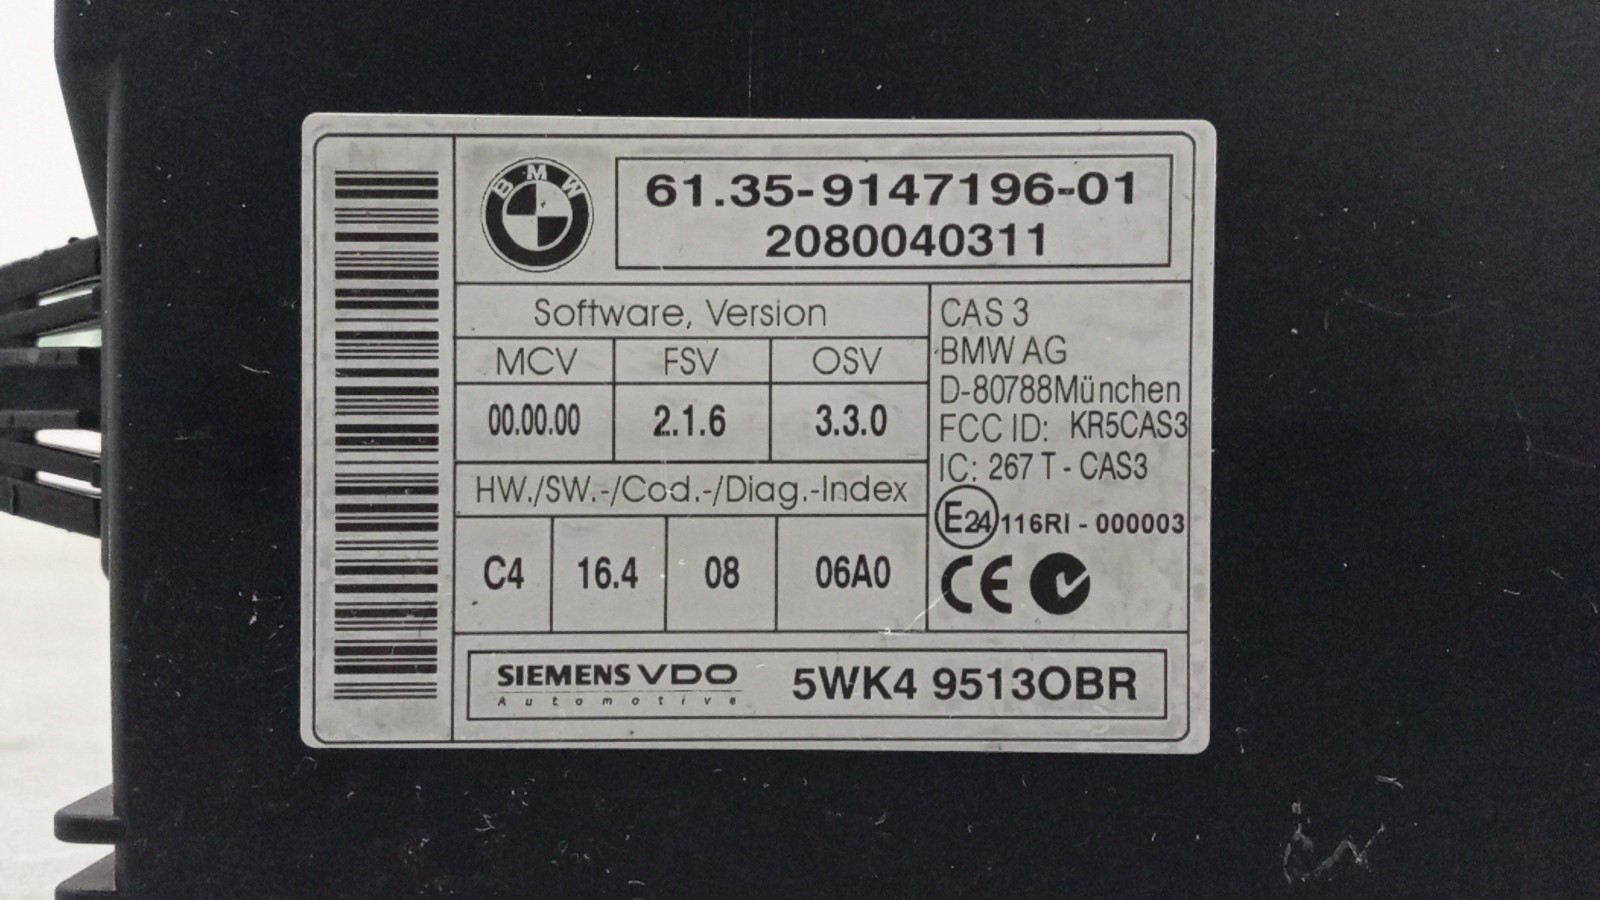 BMW
61.35-9147196-01
2080040311
Software, Version
MCV FSV OSV
00.00.00 2.1.6 3.3.0
HW./SW.-/Cod.-/Diag.-Index
C4 16.4 08 06A0
CAS 3
BMW AG
D-80788München
FCC ID: KR5CAS3
IC: 267 T - CAS3
E24 116RI - 000003
CE
SIEMENS VDO
Automotive
5WK4 9513OBR